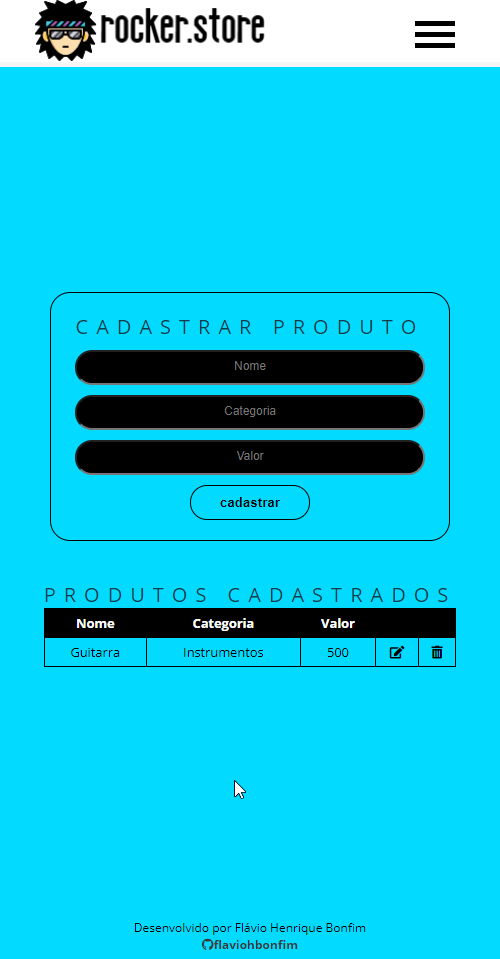 rocker.store
CADASTRAR PRODUTO
Nome
Categoria
Valor
cadastrar
PRODUTOS CADASTRADOS
Nome Categoria Valor
Guitarra Instrumentos 500
Desenvolvido por Flávio Henrique Bonfim
flaviohbonfim